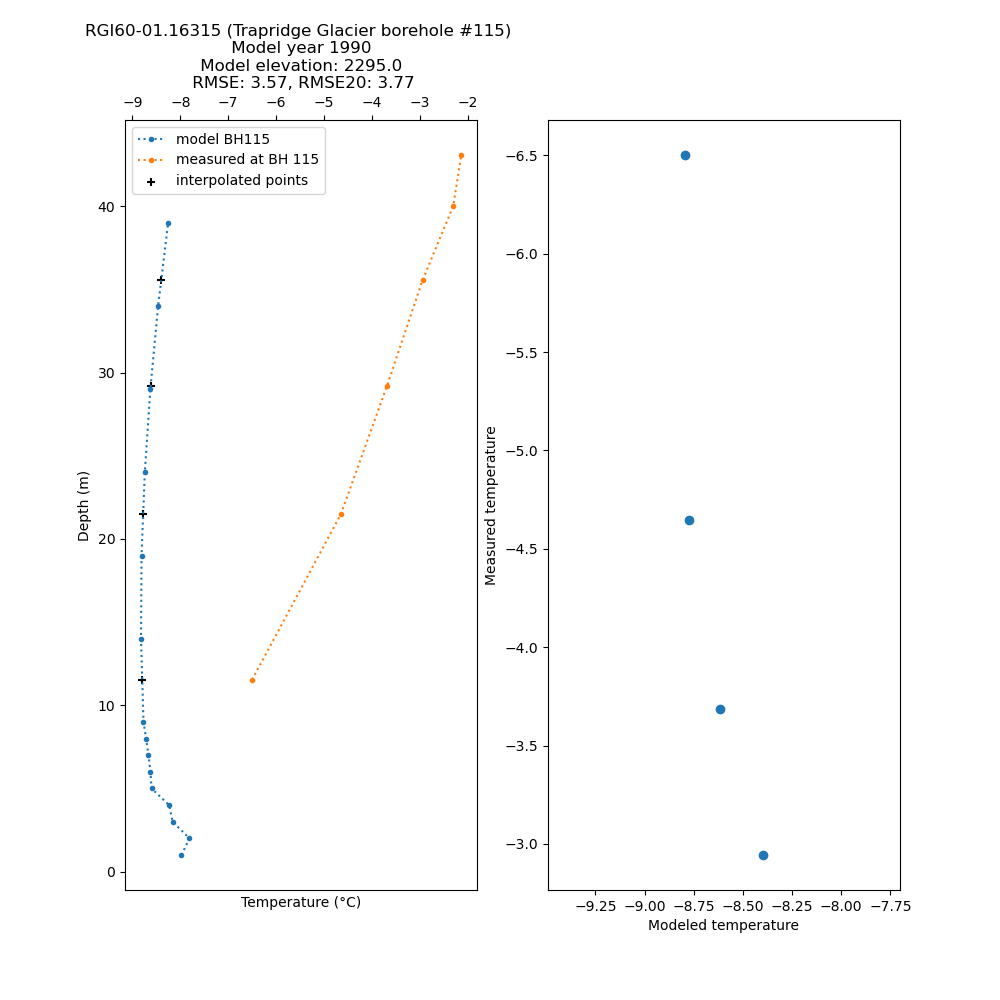 RGI60-01.16315 (Trapridge Glacier borehole #115)
Model year 1990
Model elevation: 2295.0
RMSE: 3.57, RMSE20: 3.77
−9 −8 −7 −6 −5 −4 −3 −2
model BH115
measured at BH 115
interpolated points
40
30
20
10
0
Depth (m)
Temperature (°C)
−6.5
−6.0
−5.5
−5.0
−4.5
−4.0
−3.5
−3.0
Measured temperature
−9.25 −9.00 −8.75 −8.50 −8.25 −8.00 −7.75
Modeled temperature